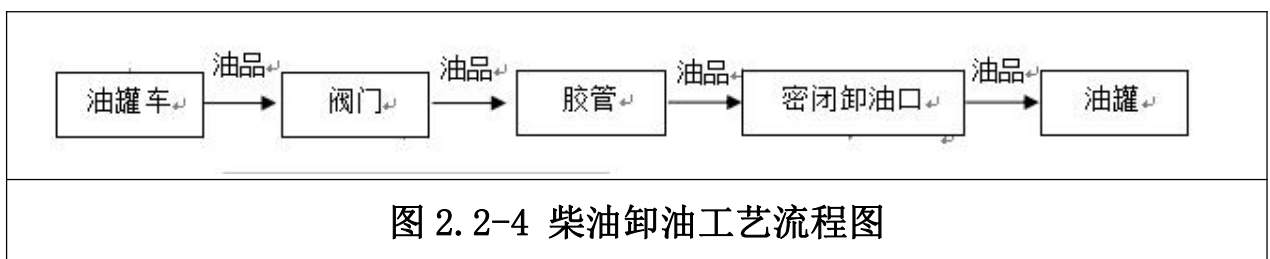 油品 油品 油品 油品
油罐车 阀门 胶管 密闭卸油口 油罐
图 2.2-4 柴油卸油工艺流程图